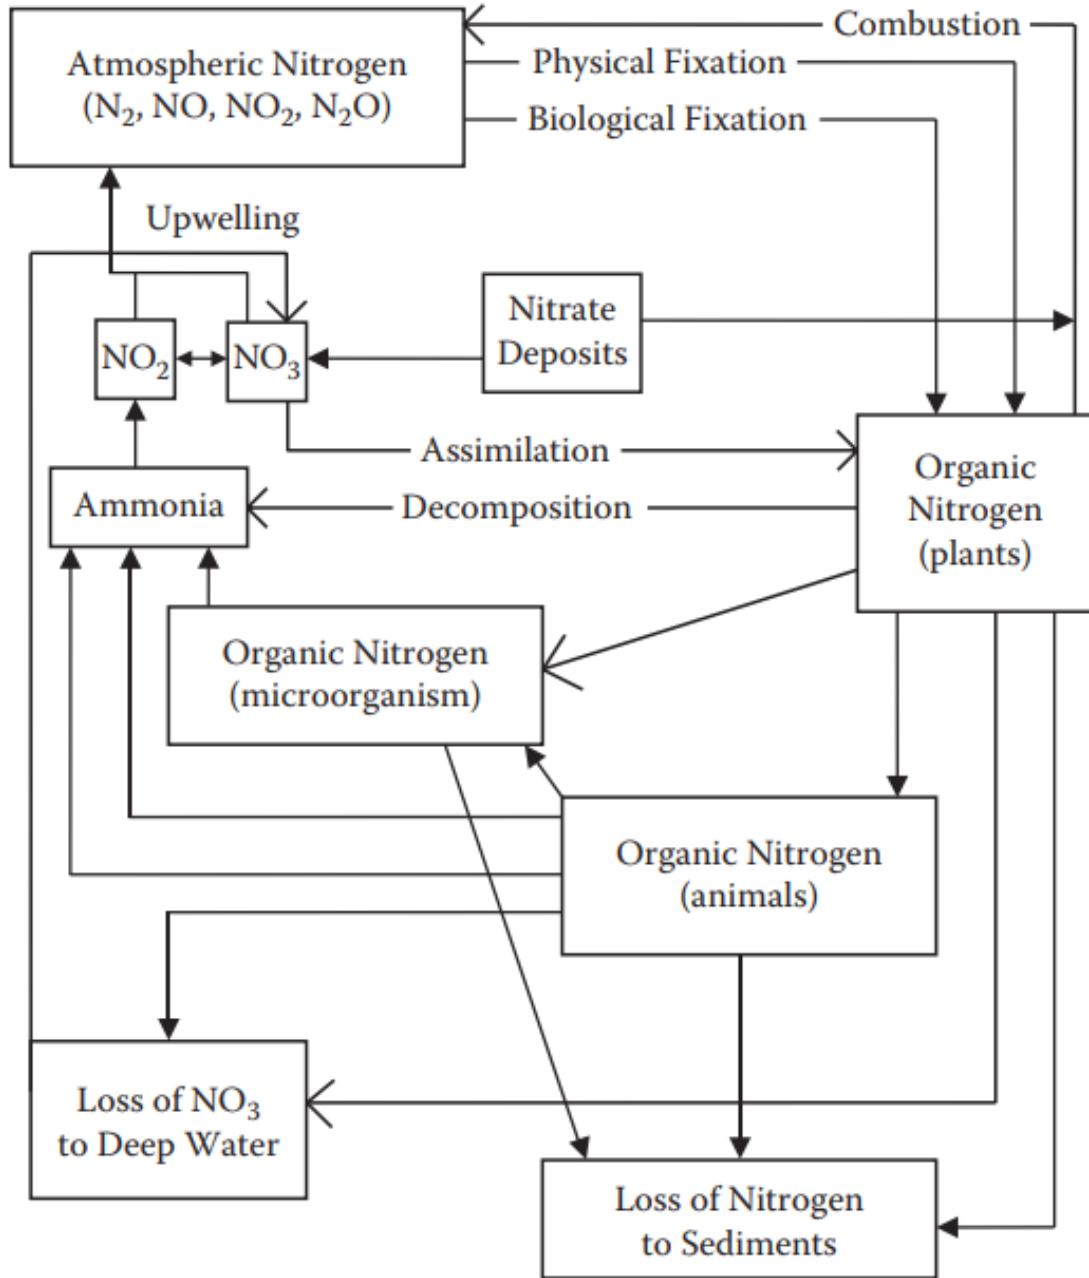 Combustion
Atmospheric Nitrogen
(N₂, NO, NO₂, N₂O)
Physical Fixation
Biological Fixation
Upwelling
Nitrate
Deposits
NO₂
NO₃
Assimilation
Organic
Nitrogen
(plants)
Ammonia
Decomposition
Organic Nitrogen
(microorganism)
Organic Nitrogen
(animals)
Loss of NO₃
to Deep Water
Loss of Nitrogen
to Sediments